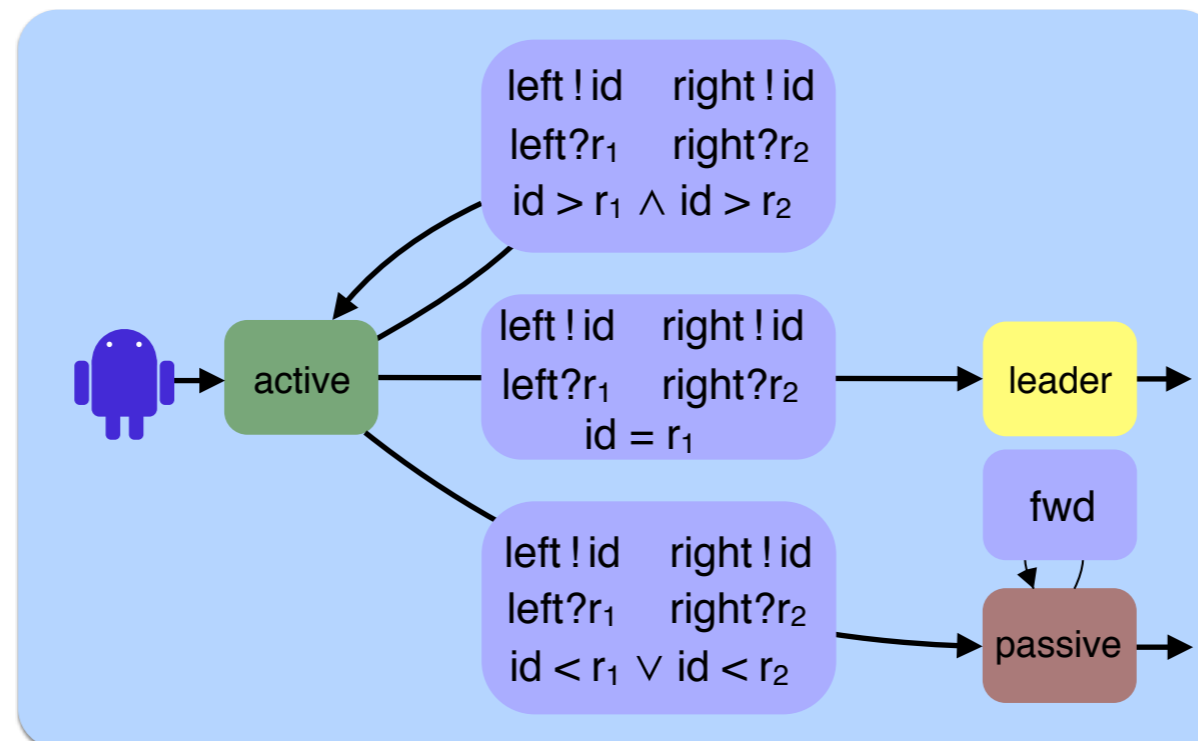 left ! id right ! id
left?r₁ right?r₂
id > r₁ ∧ id > r₂
active
left ! id right ! id
left?r₁ right?r₂
id = r₁
leader
fwd
left ! id right ! id
left?r₁ right?r₂
id < r₁ ∨ id < r₂
passive